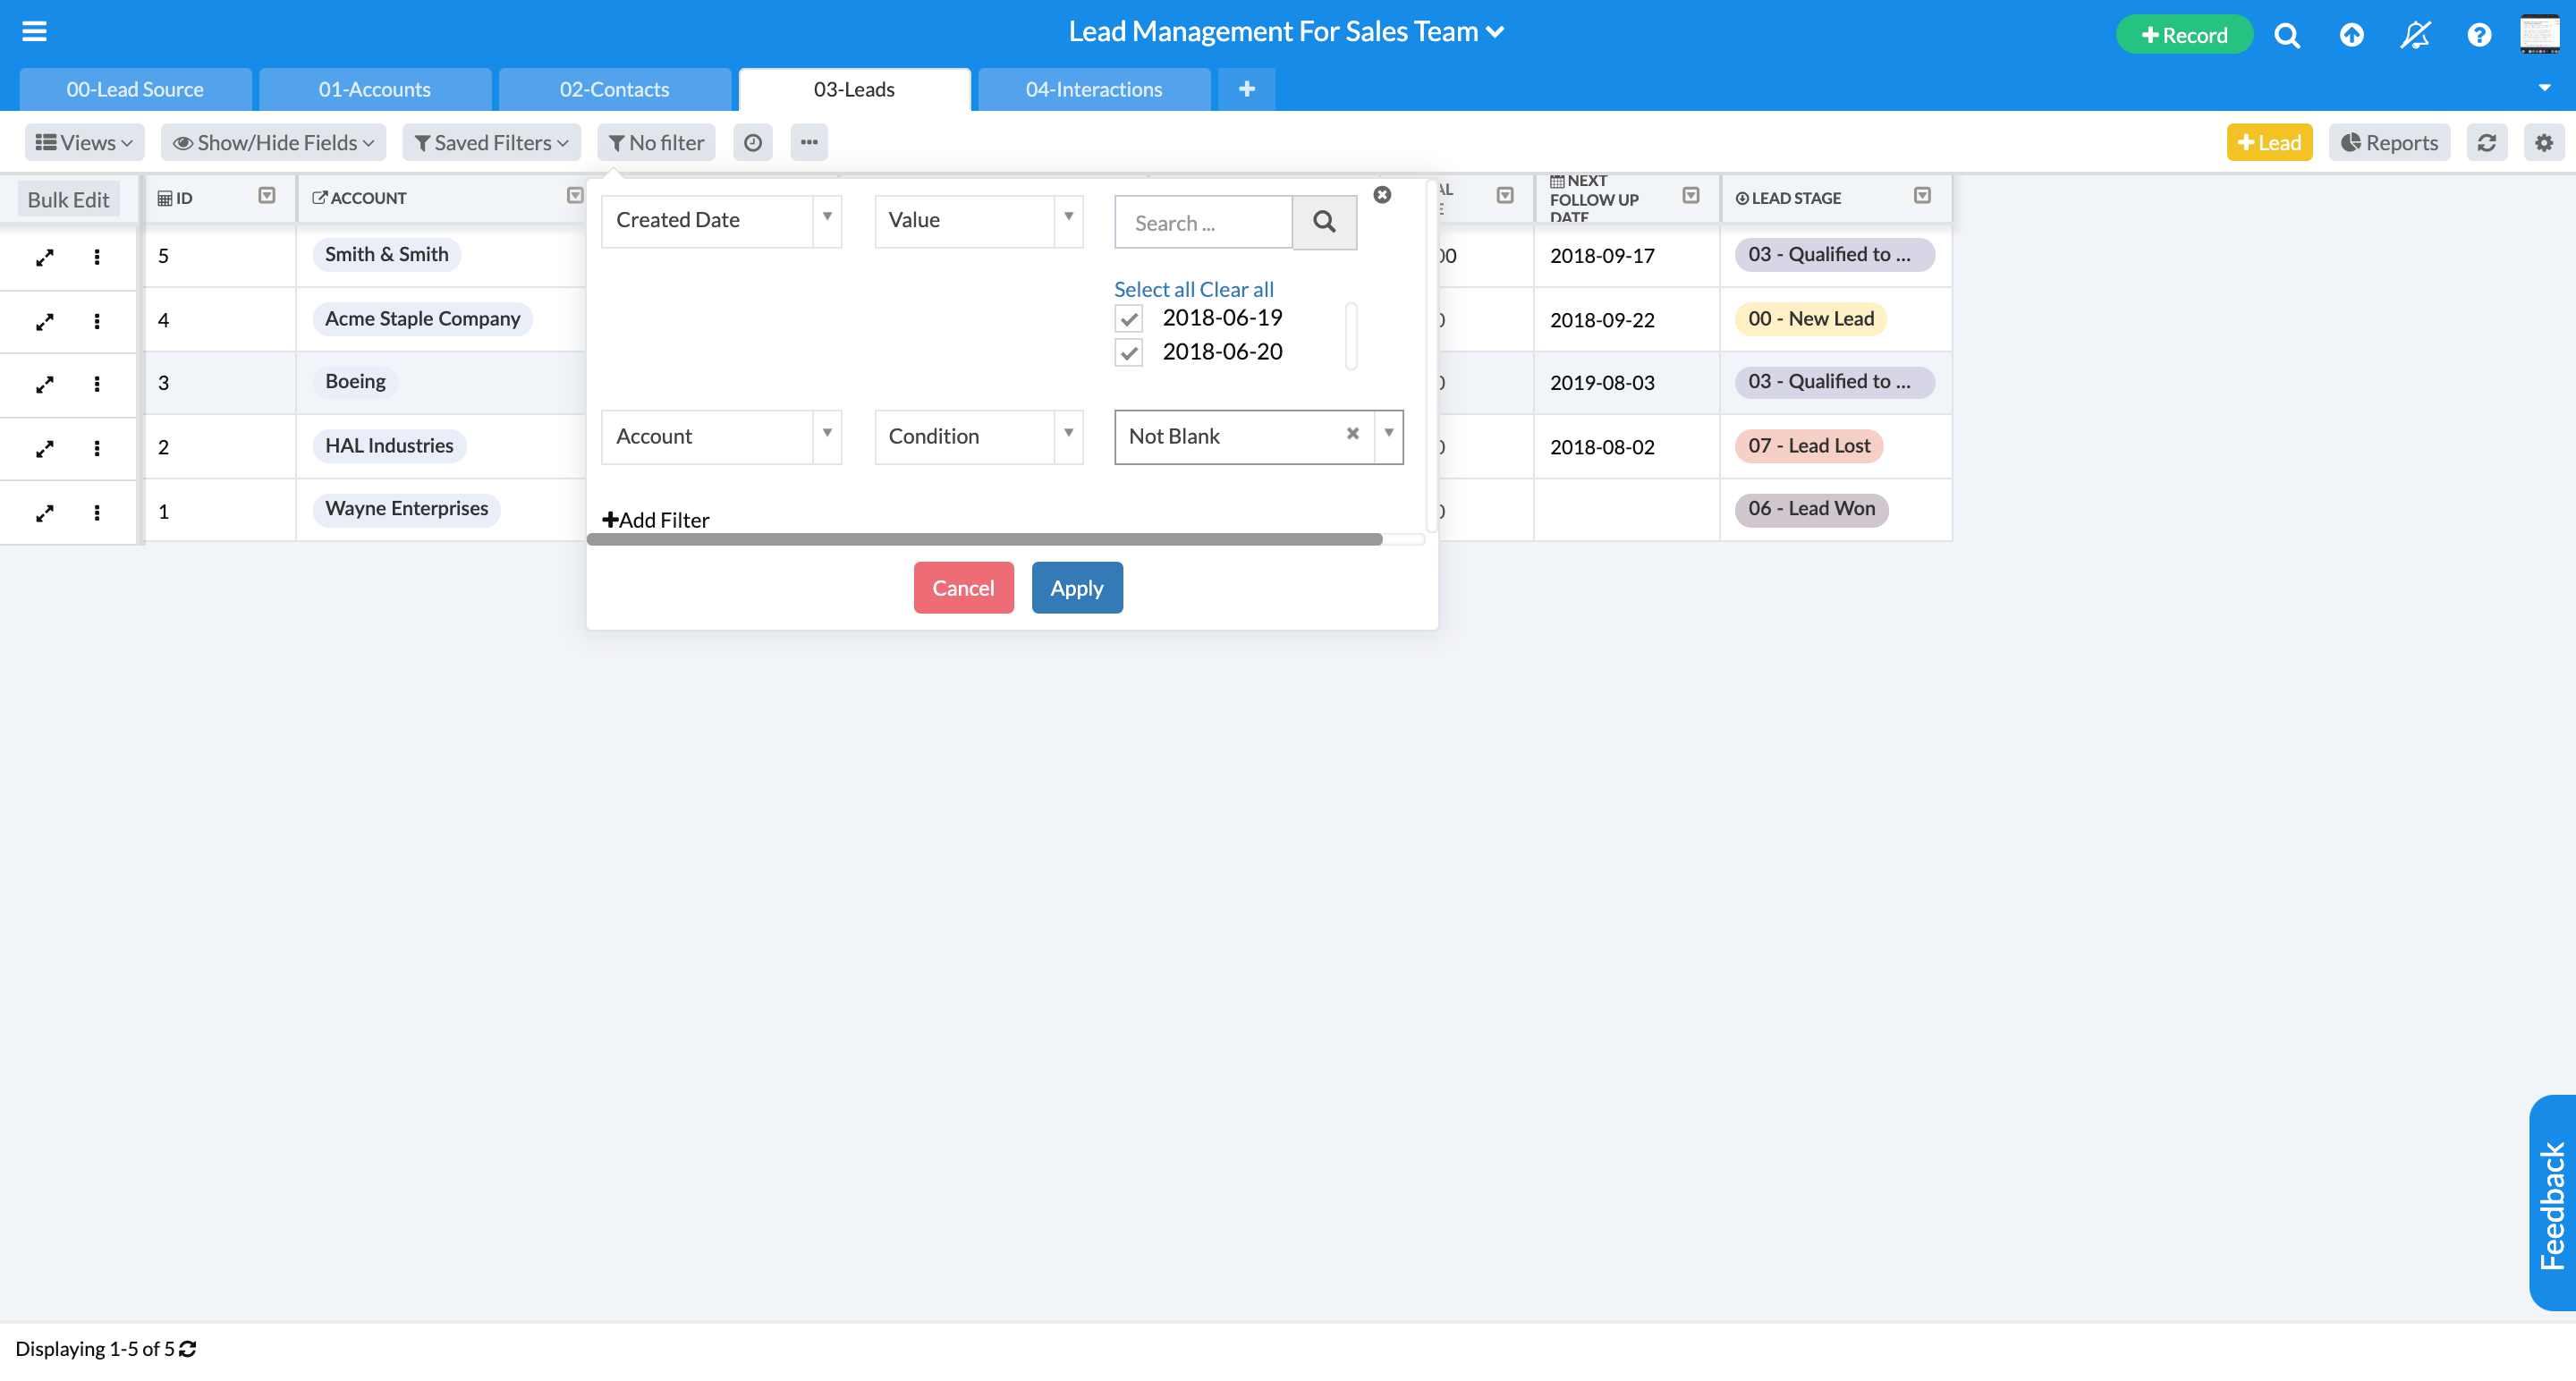 Lead Management For Sales Team
Record
00-Lead Source
01-Accounts
02-Contacts
03-Leads
04-Interactions
Views
Show/Hide Fields
Saved Filters
No filter
Lead
Reports
Bulk Edit
ID
ACCOUNT
AL
NEXT
FOLLOW UP
DATE
LEAD STAGE
5
Smith & Smith
00
2018-09-17
03 - Qualified to ...
4
Acme Staple Company
2018-09-22
00 - New Lead
3
Boeing
2019-08-03
03 - Qualified to ...
2
HAL Industries
2018-08-02
07 - Lead Lost
1
Wayne Enterprises
06 - Lead Won
Created Date
Value
Search ...
Select all Clear all
2018-06-19
2018-06-20
Account
Condition
Not Blank
Add Filter
Cancel
Apply
Feedback
Displaying 1-5 of 5